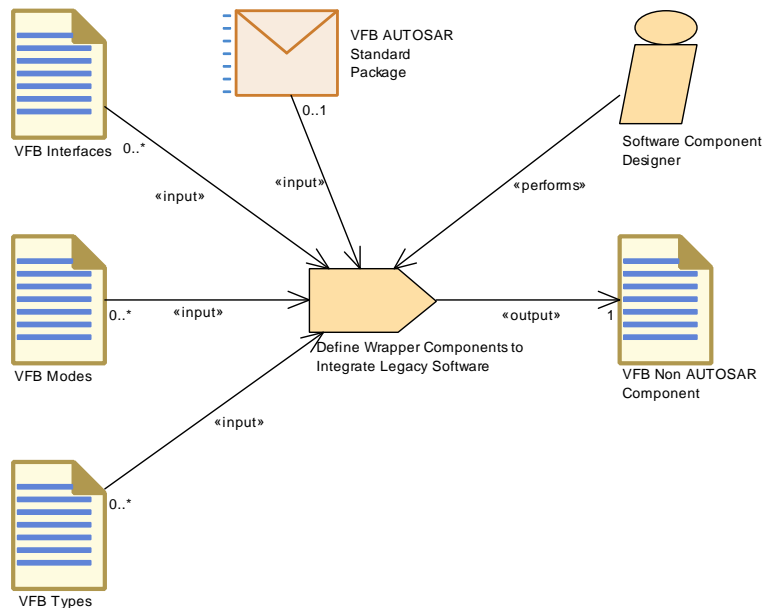 VFB AUTOSAR
Standard
Package
0..1
VFB Interfaces
0..*
Software Component
Designer
«input»
«input»
«performs»
0..*
«input»
VFB Modes
«output»
1
Define Wrapper Components to
Integrate Legacy Software
VFB Non AUTOSAR
Component
«input»
0..*
VFB Types